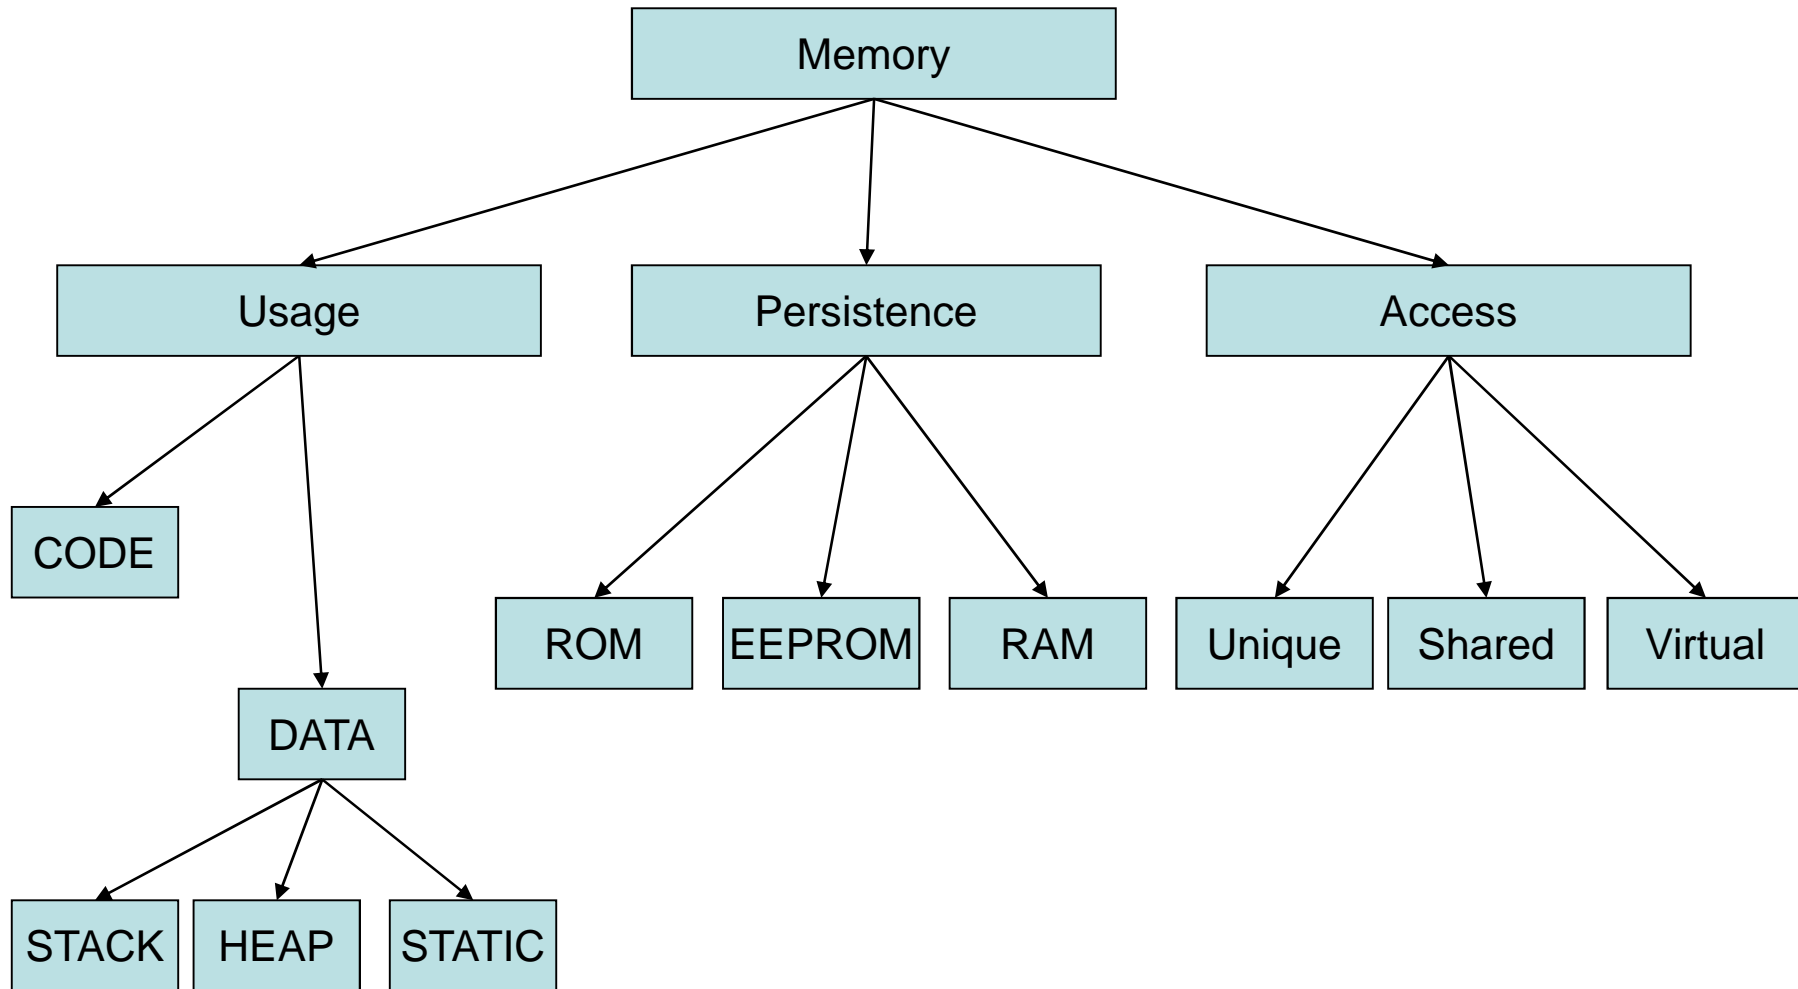 Memory
Usage
Persistence
Access
CODE
ROM
EEPROM
RAM
Unique
Shared
Virtual
DATA
STACK
HEAP
STATIC